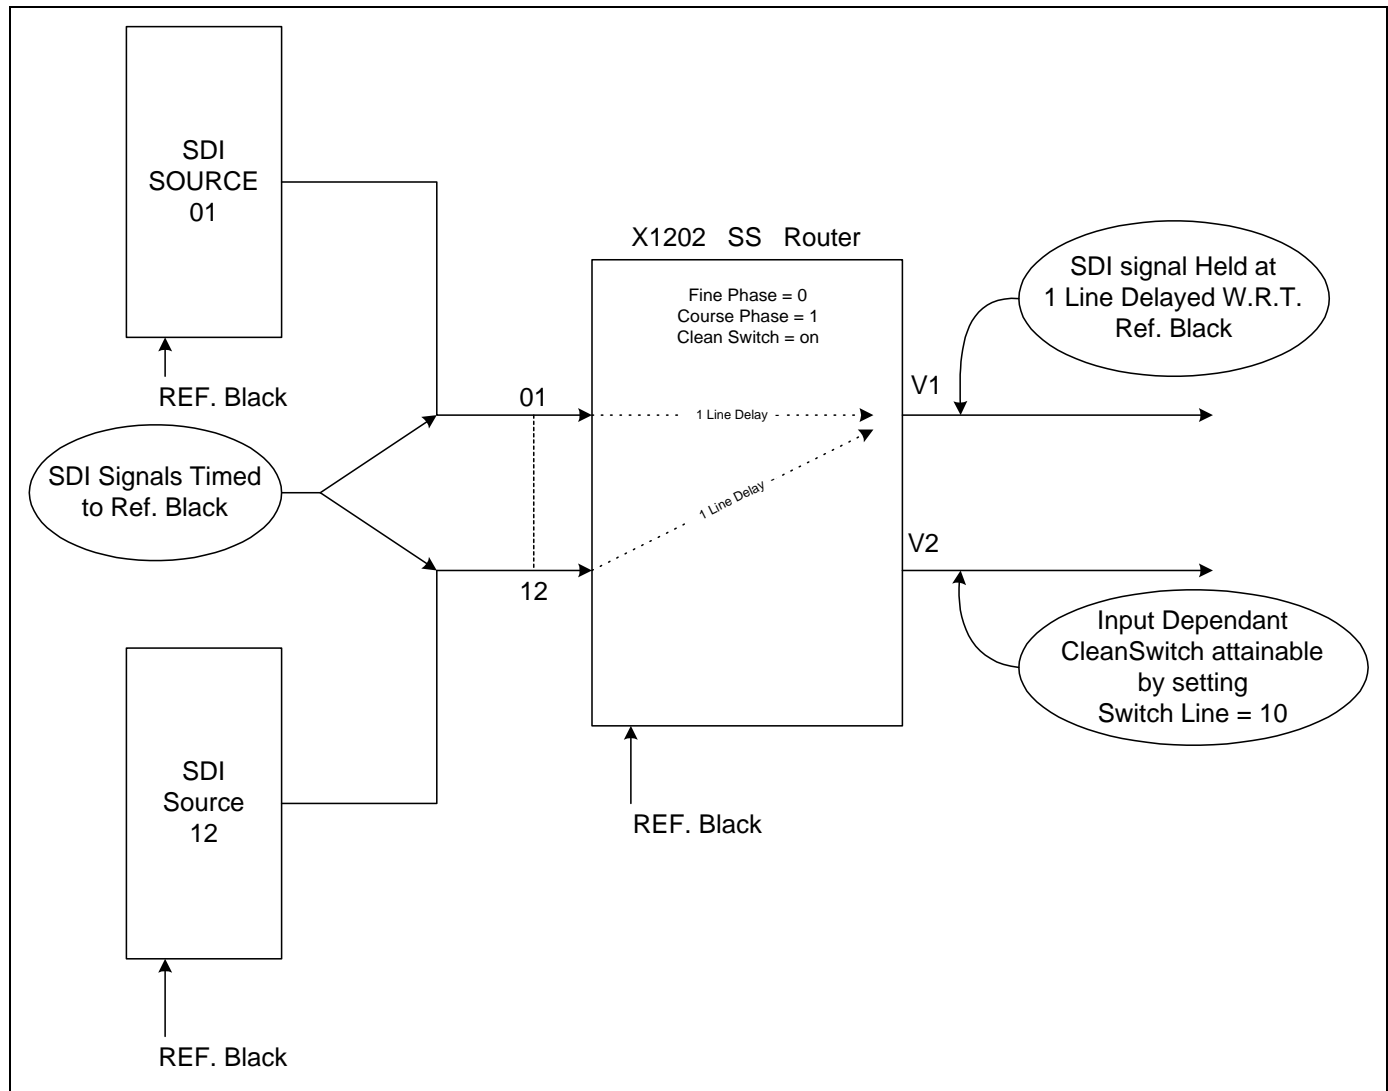 SDI
SOURCE
01
REF. Black
SDI Signals Timed
to Ref. Black
SDI
Source
12
REF. Black
01
12
X1202 SS Router
Fine Phase = 0
Course Phase = 1
Clean Switch = on
1 Line Delay
1 Line Delay
REF. Black
V1
SDI signal Held at
1 Line Delayed W.R.T.
Ref. Black
V2
Input Dependant
CleanSwitch attainable
by setting
Switch Line = 10